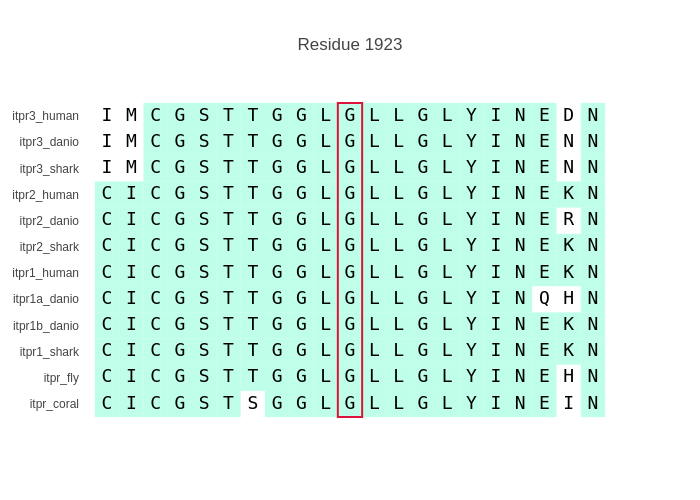 Residue 1923
itpr3_human I M C G S T T G G L G L L G L Y I N E D N
itpr3_danio I M C G S T T G G L G L L G L Y I N E N N
itpr3_shark I M C G S T T G G L G L L G L Y I N E N N
itpr2_human C I C G S T T G G L G L L G L Y I N E K N
itpr2_danio C I C G S T T G G L G L L G L Y I N E R N
itpr2_shark C I C G S T T G G L G L L G L Y I N E K N
itpr1_human C I C G S T T G G L G L L G L Y I N E K N
itpr1a_danio C I C G S T T G G L G L L G L Y I N Q H N
itpr1b_danio C I C G S T T G G L G L L G L Y I N E K N
itpr1_shark C I C G S T T G G L G L L G L Y I N E K N
itpr_fly C I C G S T T G G L G L L G L Y I N E H N
itpr_coral C I C G S T S G G L G L L G L Y I N E I N